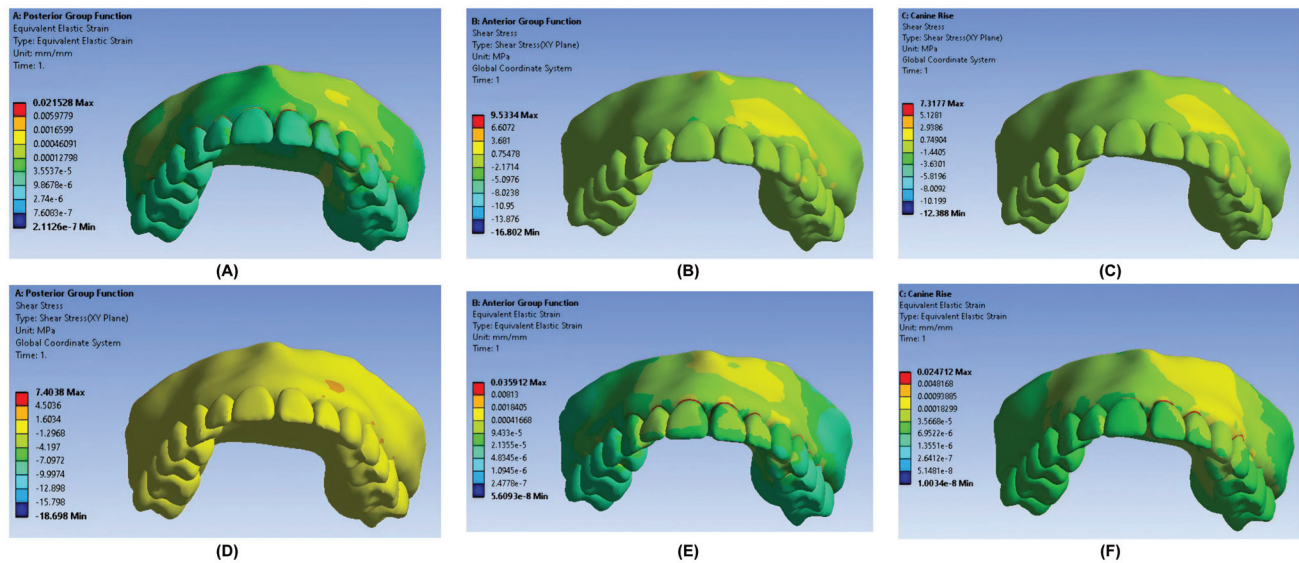 A: Posterior Group Function
Equivalent Elastic Strain
Type: Equivalent Elastic Strain
Unit: mm/mm
Time: 1.
0.021528 Max
0.0059779
0.0016599
0.00046091
0.00012798
3.5537e-5
9.8678e-6
2.74e-6
7.6083e-7
2.1126e-7 Min
(A)
B: Anterior Group Function
Shear Stress
Type: Shear Stress(XY Plane)
Unit: MPa
Global Coordinate System
Time: 1
9.5334 Max
6.6072
3.681
0.75478
-2.1714
-5.0976
-8.0238
-10.95
-13.876
-16.802 Min
(B)
C: Canine Rise
Shear Stress
Type: Shear Stress(XY Plane)
Unit: MPa
Global Coordinate System
Time: 1
7.3177 Max
5.1281
2.9386
0.74904
-1.4405
-3.6301
-5.8196
-8.0092
-10.199
-12.388 Min
(C)
A: Posterior Group Function
Shear Stress
Type: Shear Stress(XY Plane)
Unit: MPa
Global Coordinate System
Time: 1.
7.4038 Max
4.5036
1.6034
-1.2968
-4.197
-7.0972
-9.9974
-12.898
-15.798
-18.698 Min
(D)
B: Anterior Group Function
Equivalent Elastic Strain
Type: Equivalent Elastic Strain
Unit: mm/mm
Time: 1
0.035912 Max
0.00813
0.0018405
0.00041668
9.433e-5
2.1355e-5
4.8345e-6
1.0945e-6
2.4778e-7
5.6093e-8 Min
(E)
C: Canine Rise
Equivalent Elastic Strain
Type: Equivalent Elastic Strain
Unit: mm/mm
Time: 1
0.024712 Max
0.0048168
0.00093885
0.00018299
3.5668e-5
6.9522e-6
1.3551e-6
2.6412e-7
5.1481e-8
1.0034e-8 Min
(F)